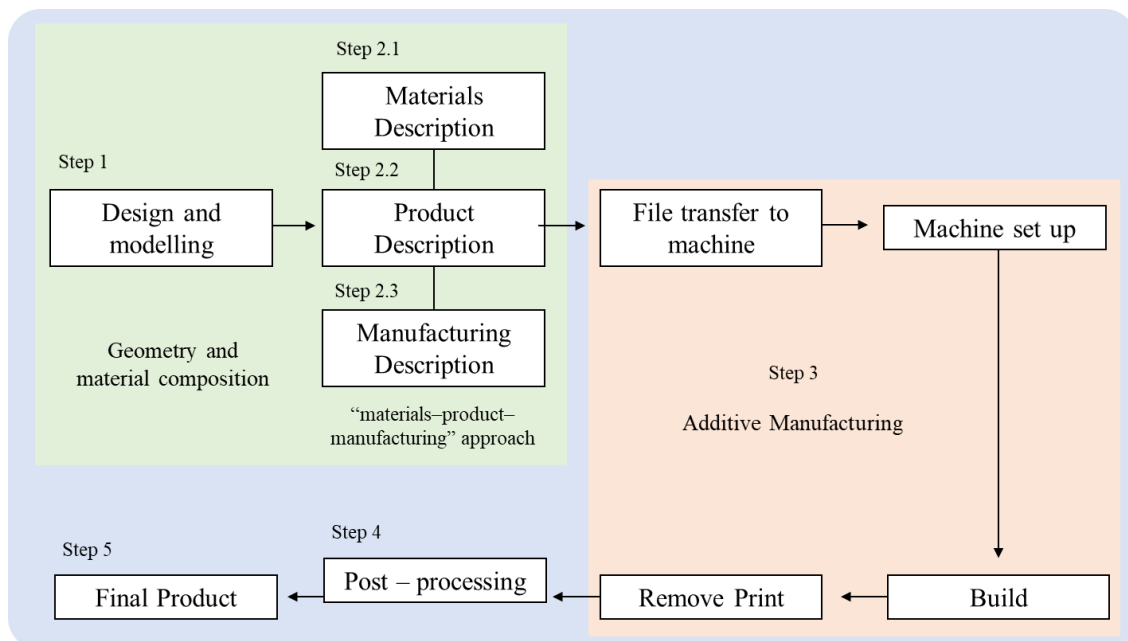 Step 1
Design and
modelling
Geometry and
material composition
Step 2.1
Materials
Description
Step 2.2
Product
Description
Step 2.3
Manufacturing
Description
“materials–product–
manufacturing” approach
File transfer to
machine
Machine set up
Step 3
Additive Manufacturing
Build
Remove Print
Step 4
Post – processing
Step 5
Final Product